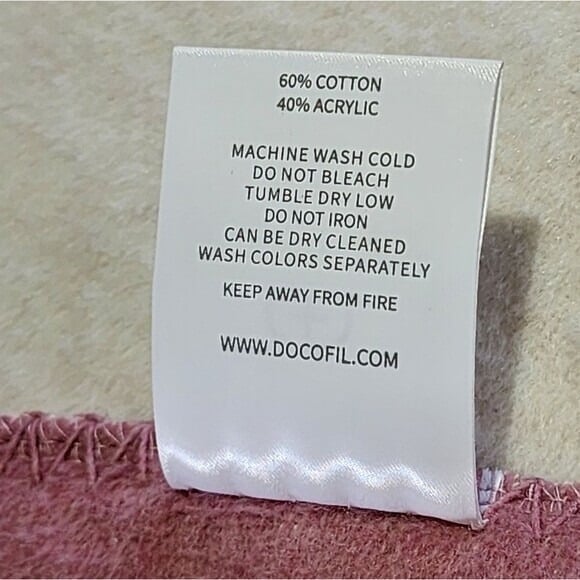 60% COTTON
40% ACRYLIC
MACHINE WASH COLD
DO NOT BLEACH
TUMBLE DRY LOW
DO NOT IRON
CAN BE DRY CLEANED
WASH COLORS SEPARATELY
KEEP AWAY FROM FIRE
WWW.DOCOFIL.COM